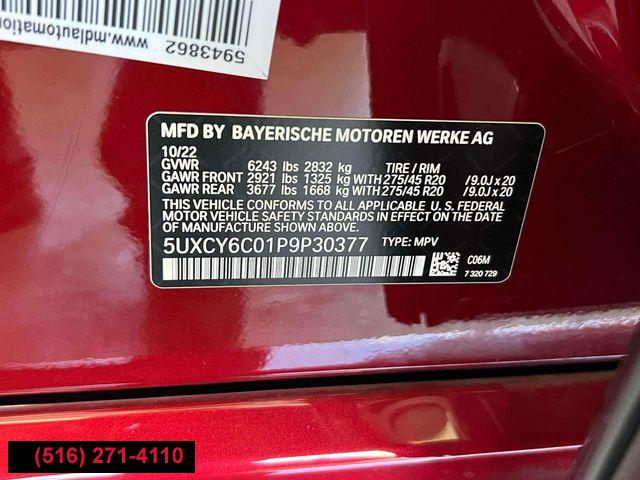 5943862
www.mdlautomation
MFD BY BAYERISCHE MOTOREN WERKE AG
10/22
GVWR 6243 lbs 2832 kg TIRE / RIM
GAWR FRONT 2921 lbs 1325 kg WITH 275/45 R20 /9.0J x 20
GAWR REAR 3677 lbs 1668 kg WITH 275/45 R20 /9.0J x 20
THIS VEHICLE CONFORMS TO ALL APPLICABLE U. S. FEDERAL
MOTOR VEHICLE SAFETY STANDARDS IN EFFECT ON THE
DATE OF MANUFACTURE SHOWN ABOVE.
5UXCY6C01P9P30377 TYPE: MPV
C06M
7 320 729
(516) 271-4110